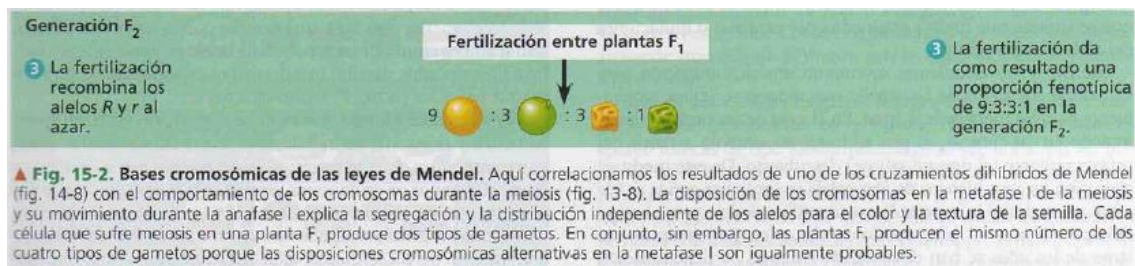 Generación F₂
3 La fertilización
recombina los
alelos R y r al
azar.
Fertilización entre plantas F₁
9 : 3 : 3 : 1
3 La fertilización da
como resultado una
proporción fenotípica
de 9:3:3:1 en la
generación F₂.
▲ Fig. 15-2. Bases cromosómicas de las leyes de Mendel. Aquí correlacionamos los resultados de uno de los cruzamientos dihíbridos de Mendel
(fig. 14-8) con el comportamiento de los cromosomas durante la meiosis (fig. 13-8). La disposición de los cromosomas en la metafase I de la meiosis
y su movimiento durante la anafase I explica la segregación y la distribución independiente de los alelos para el color y la textura de la semilla. Cada
célula que sufre meiosis en una planta F₁ produce dos tipos de gametos. En conjunto, sin embargo, las plantas F₁ producen el mismo número de los
cuatro tipos de gametos porque las disposiciones cromosómicas alternativas en la metafase I son igualmente probables.